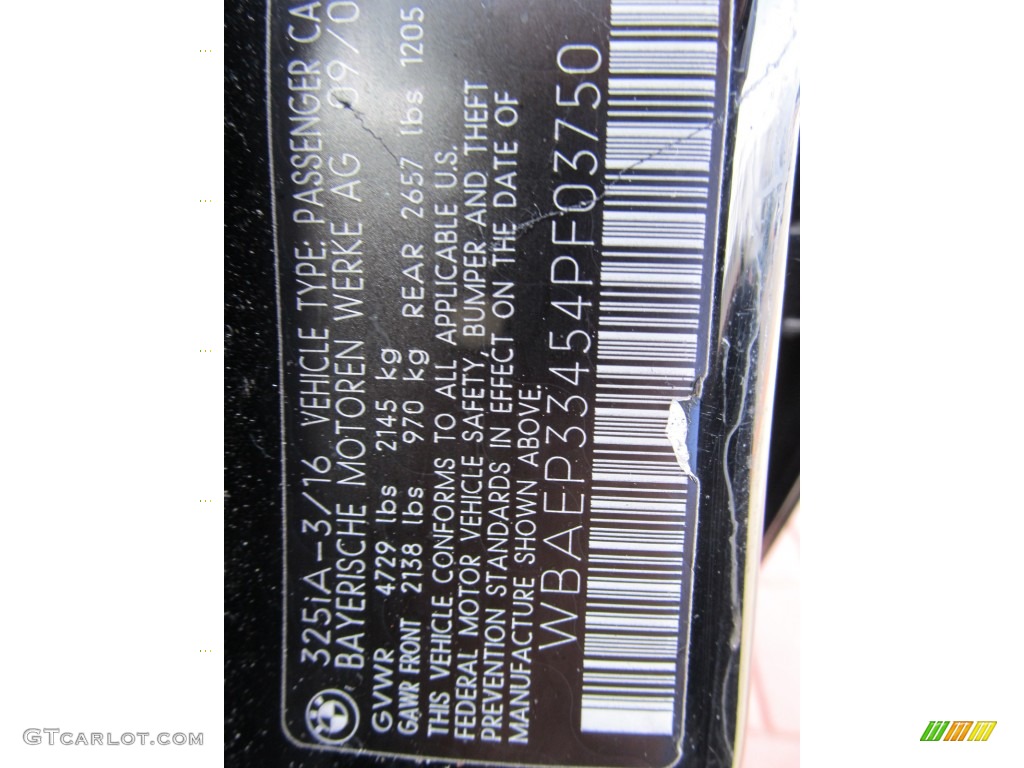 325iA-3/16 VEHICLE TYPE: PASSENGER CA
BAYERISCHE MOTOREN WERKE AG 09/0
GVWR 4729 lbs 2145 kg
GAWR FRONT 2138 lbs 970 kg REAR 2657 lbs 1205
THIS VEHICLE CONFORMS TO ALL APPLICABLE U.S.
FEDERAL MOTOR VEHICLE SAFETY, BUMPER AND THEFT
PREVENTION STANDARDS IN EFFECT ON THE DATE OF
MANUFACTURE SHOWN ABOVE.
WBAEP33454PF03750
GTCarlot.com